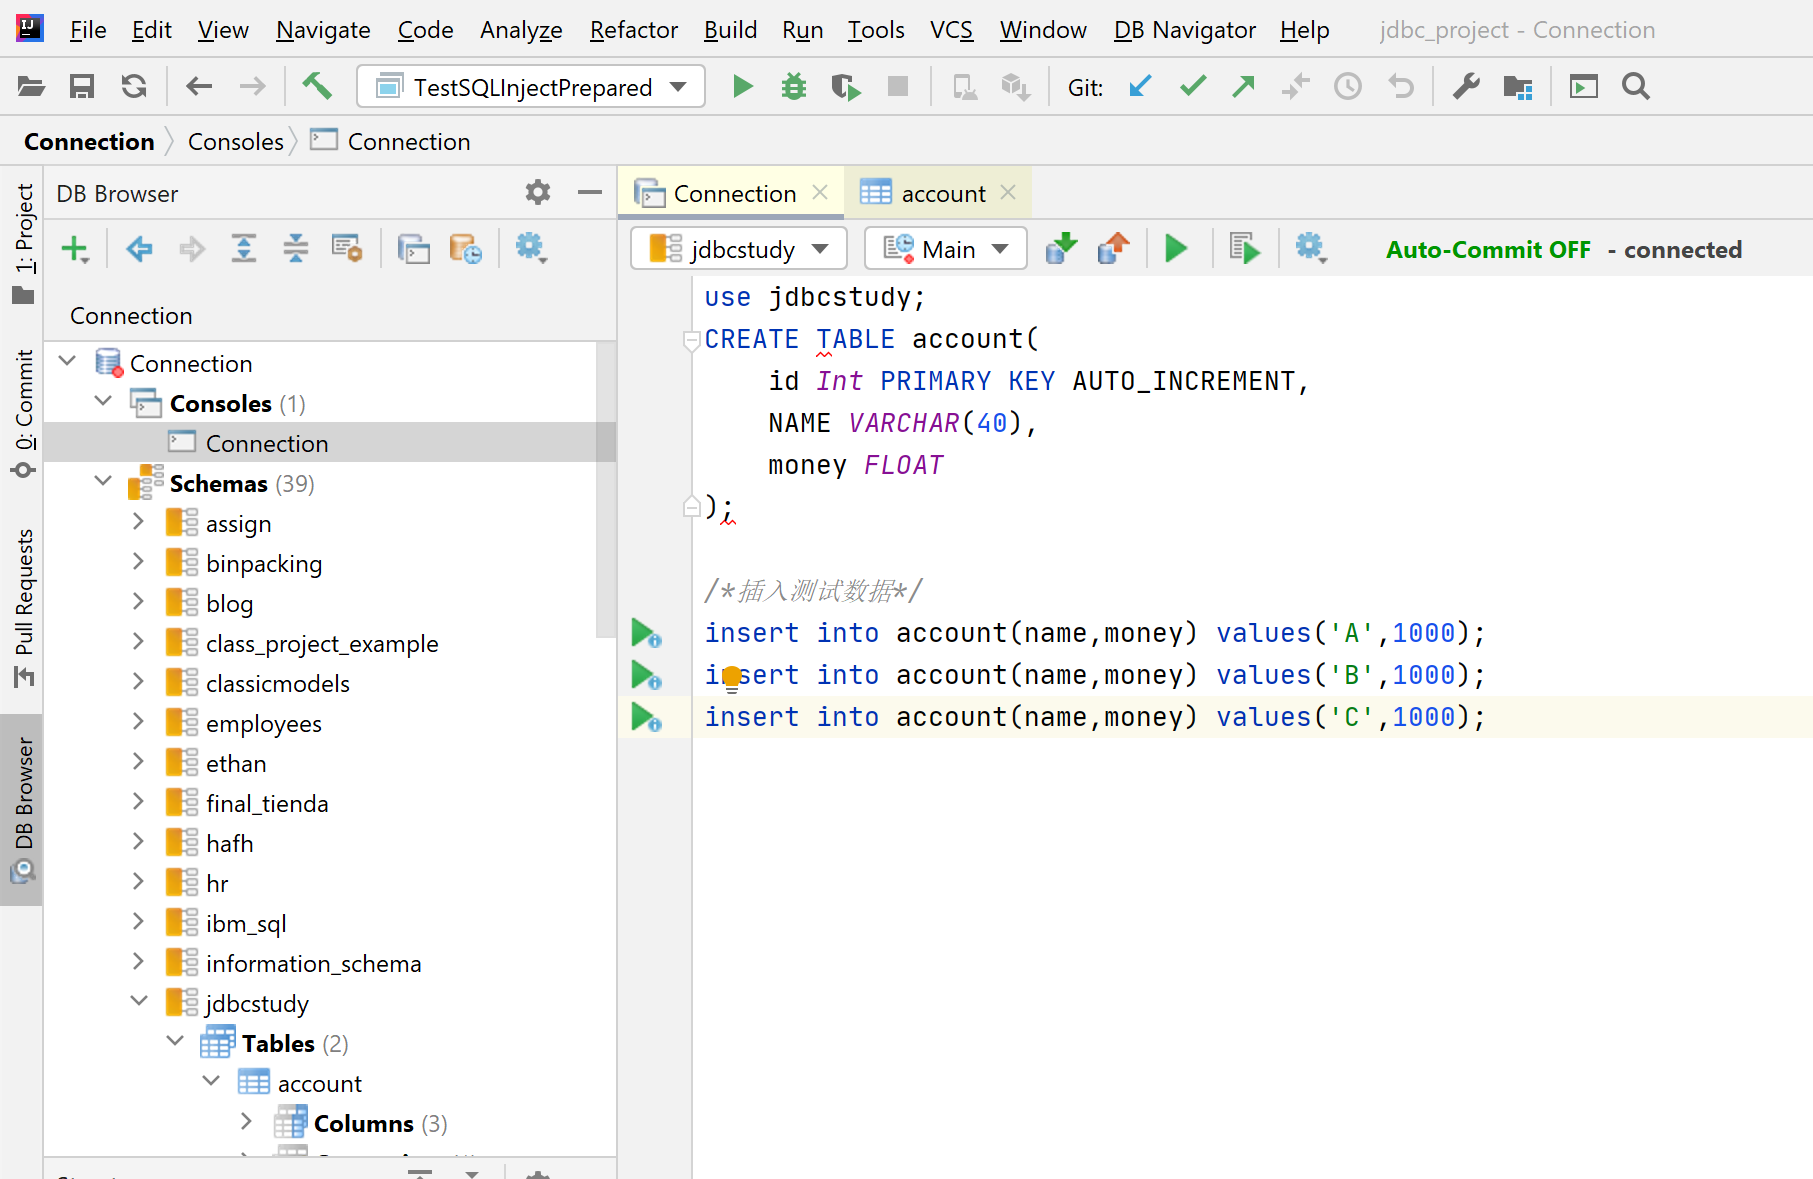 File Edit View Navigate Code Analyze Refactor Build Run Tools VCS Window DB Navigator Help jdbc_project - Connection
TestSQLInjectPrepared Git:
Connection Consoles Connection
1: Project
0: Commit
Pull Requests
DB Browser
DB Browser
Connection
Connection
Consoles (1)
Connection
Schemas (39)
assign
binpacking
blog
class_project_example
classicmodels
employees
ethan
final_tienda
hafh
hr
ibm_sql
information_schema
jdbcstudy
Tables (2)
account
Columns (3)
Connection account
jdbcstudy Main Auto-Commit OFF - connected
use jdbcstudy;
CREATE TABLE account(
id Int PRIMARY KEY AUTO_INCREMENT,
NAME VARCHAR(40),
money FLOAT
);
/*插入测试数据*/
insert into account(name,money) values('A',1000);
insert into account(name,money) values('B',1000);
insert into account(name,money) values('C',1000);